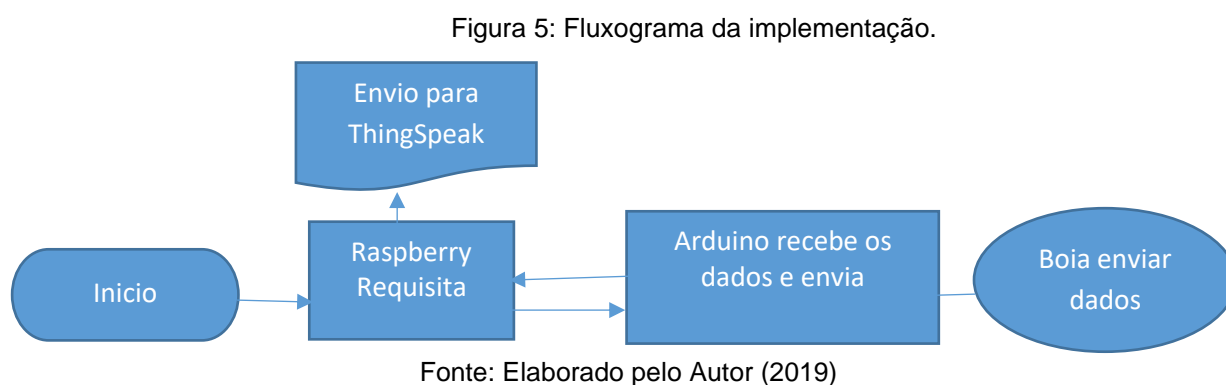 Figura 5: Fluxograma da implementação.
Envio para
ThingSpeak
Inicio
Raspberry
Requisita
Arduino recebe os
dados e envia
Boia enviar
dados
Fonte: Elaborado pelo Autor (2019)